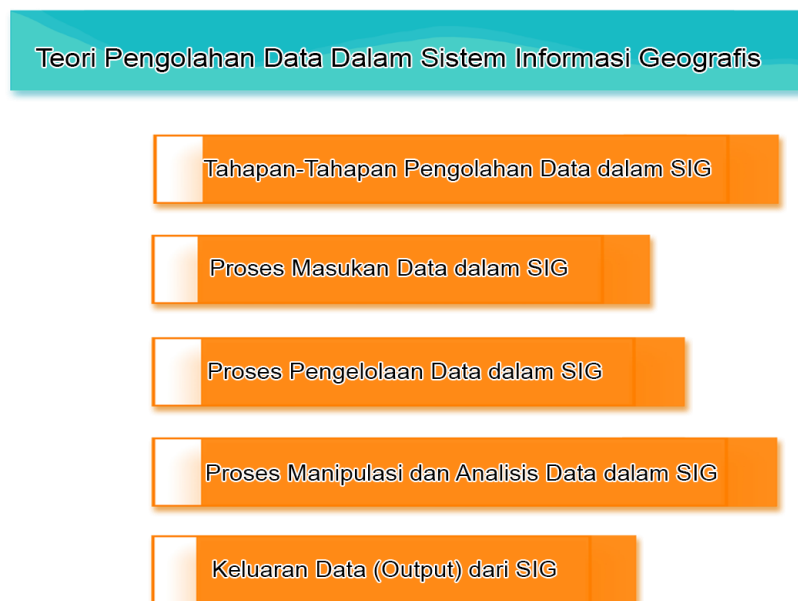 Teori Pengolahan Data Dalam Sistem Informasi Geografis
Tahapan-Tahapan Pengolahan Data dalam SIG
Proses Masukan Data dalam SIG
Proses Pengelolaan Data dalam SIG
Proses Manipulasi dan Analisis Data dalam SIG
Keluaran Data (Output) dari SIG